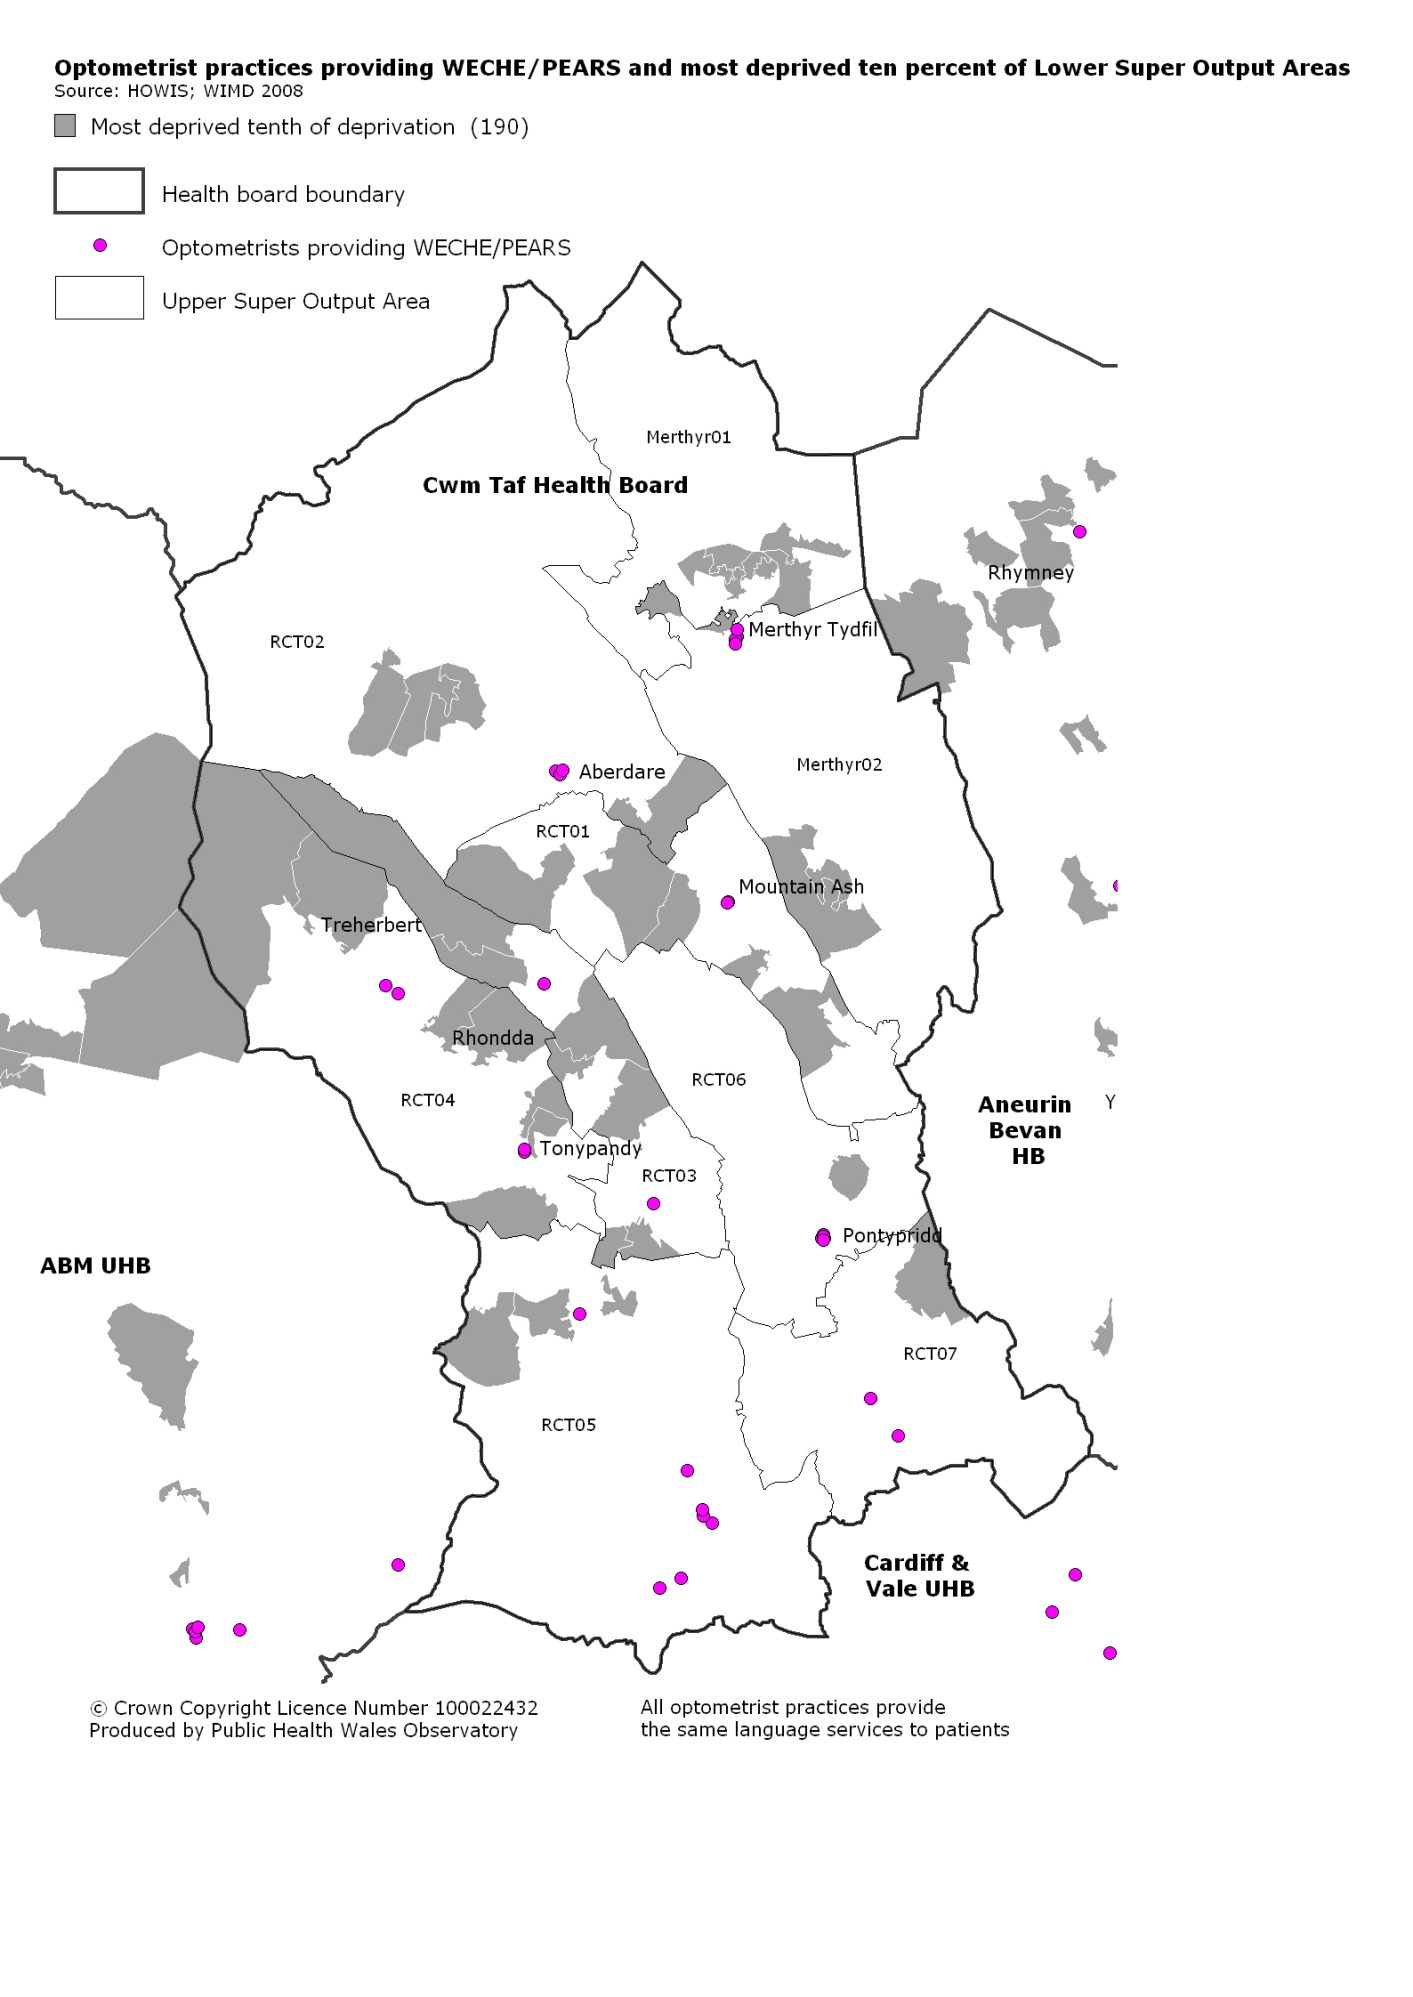 Optometrist practices providing WECHE/PEARS and most deprived ten percent of Lower Super Output Areas
Source: HOWIS; WIMD 2008
Most deprived tenth of deprivation (190)
Health board boundary
Optometrists providing WECHE/PEARS
Upper Super Output Area
Merthyr01
Cwm Taf Health Board
Rhymney
Merthyr Tydfil
RCT02
Merthyr02
Aberdare
RCT01
Mountain Ash
Treherbert
Rhondda
RCT06
RCT04
Aneurin
Bevan
HB
Y
Tonypandy
RCT03
Pontypridd
ABM UHB
RCT07
RCT05
Cardiff &
Vale UHB
© Crown Copyright Licence Number 100022432
Produced by Public Health Wales Observatory
All optometrist practices provide
the same language services to patients